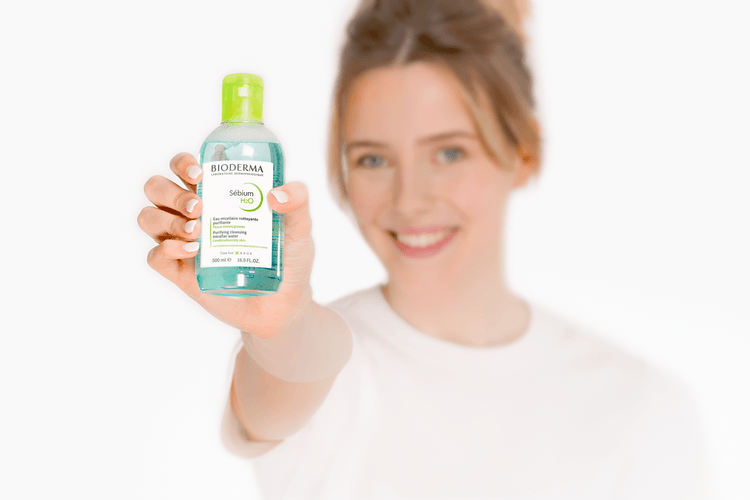 BIODERMA
LABORATOIRE DERMATOLOGIQUE
Sébium
H2O
Eau micellaire nettoyante
purifiante
Purifying cleansing
micellar water
500 ml e 16.9 FL.OZ.